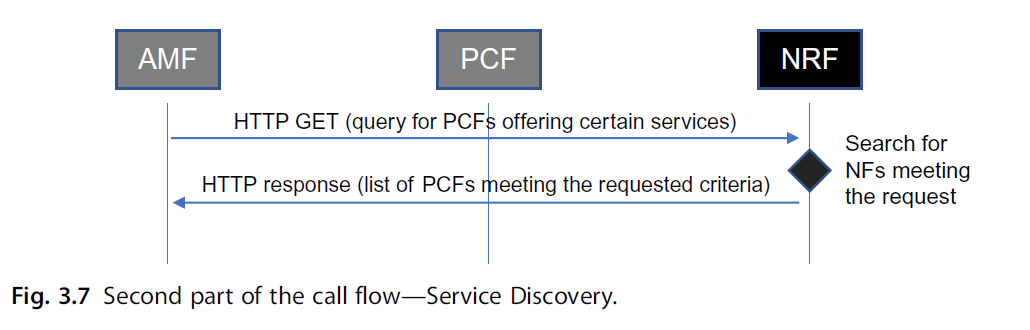 AMF
PCF
NRF
HTTP GET (query for PCFs offering certain services)
HTTP response (list of PCFs meeting the requested criteria)
Search for
NFs meeting
the request
Fig. 3.7 Second part of the call flow—Service Discovery.